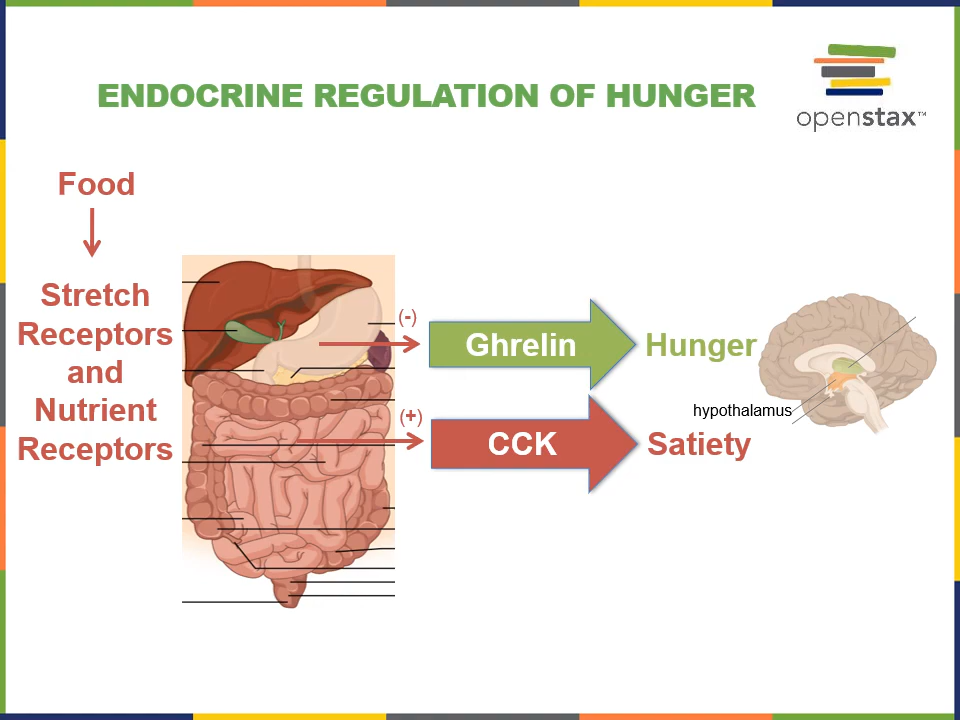 ENDOCRINE REGULATION OF HUNGER
openstax™
Food
Stretch
Receptors
and
Nutrient
Receptors
(-)
Ghrelin
Hunger
hypothalamus
(+)
CCK
Satiety